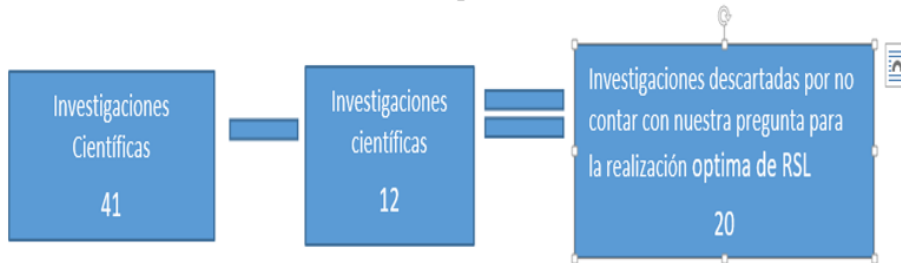 Investigaciones
Científicas
41
Investigaciones
científicas
12
Investigaciones descartadas por no
contar con nuestra pregunta para
la realización optima de RSL
20